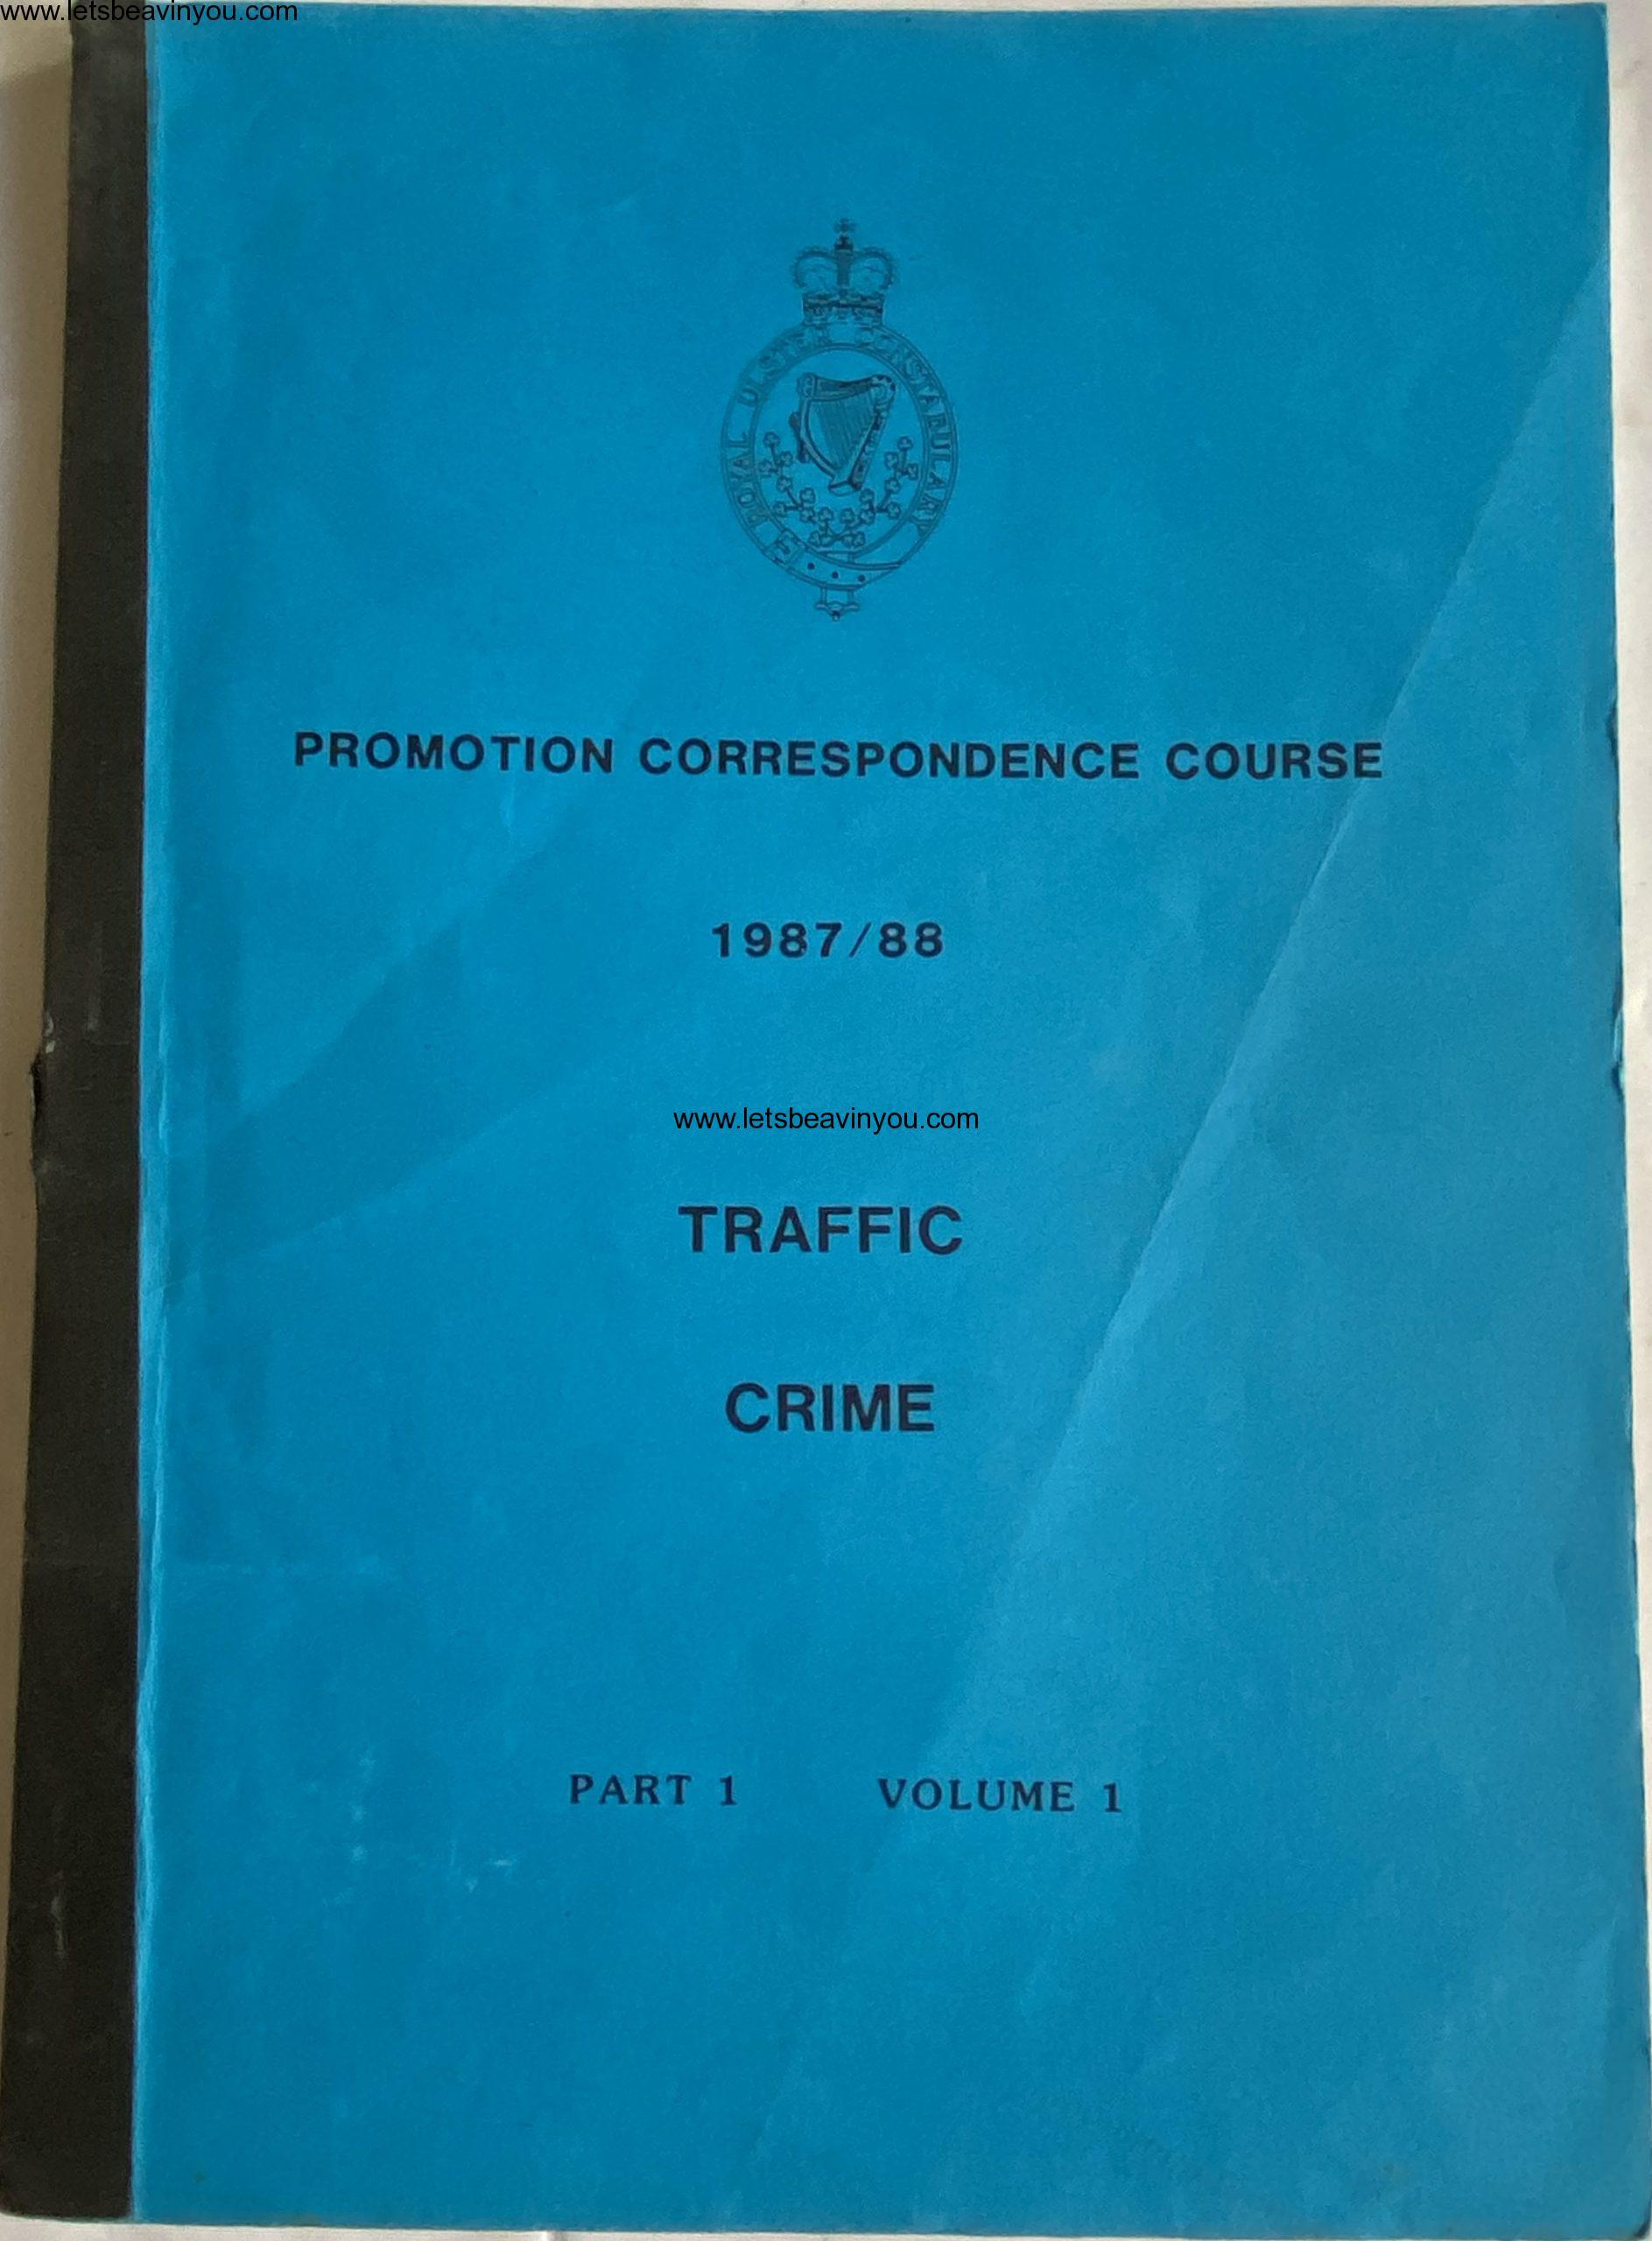 www.letsbeavinyou.com
ROYAL ULSTER CONSTABULARY
PROMOTION CORRESPONDENCE COURSE
1987/88
www.letsbeavinyou.com
TRAFFIC
CRIME
PART 1 VOLUME 1